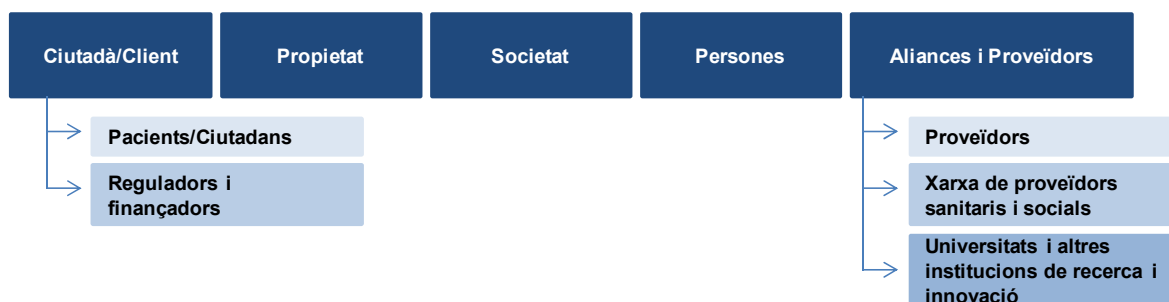 Ciutadà/Client
Propietat
Societat
Persones
Aliances i Proveïdors
Pacients/Ciutadans
Reguladors i
finançadors
Proveïdors
Xarxa de proveïdors
sanitaris i socials
Universitats i altres
institucions de recerca i
innovació